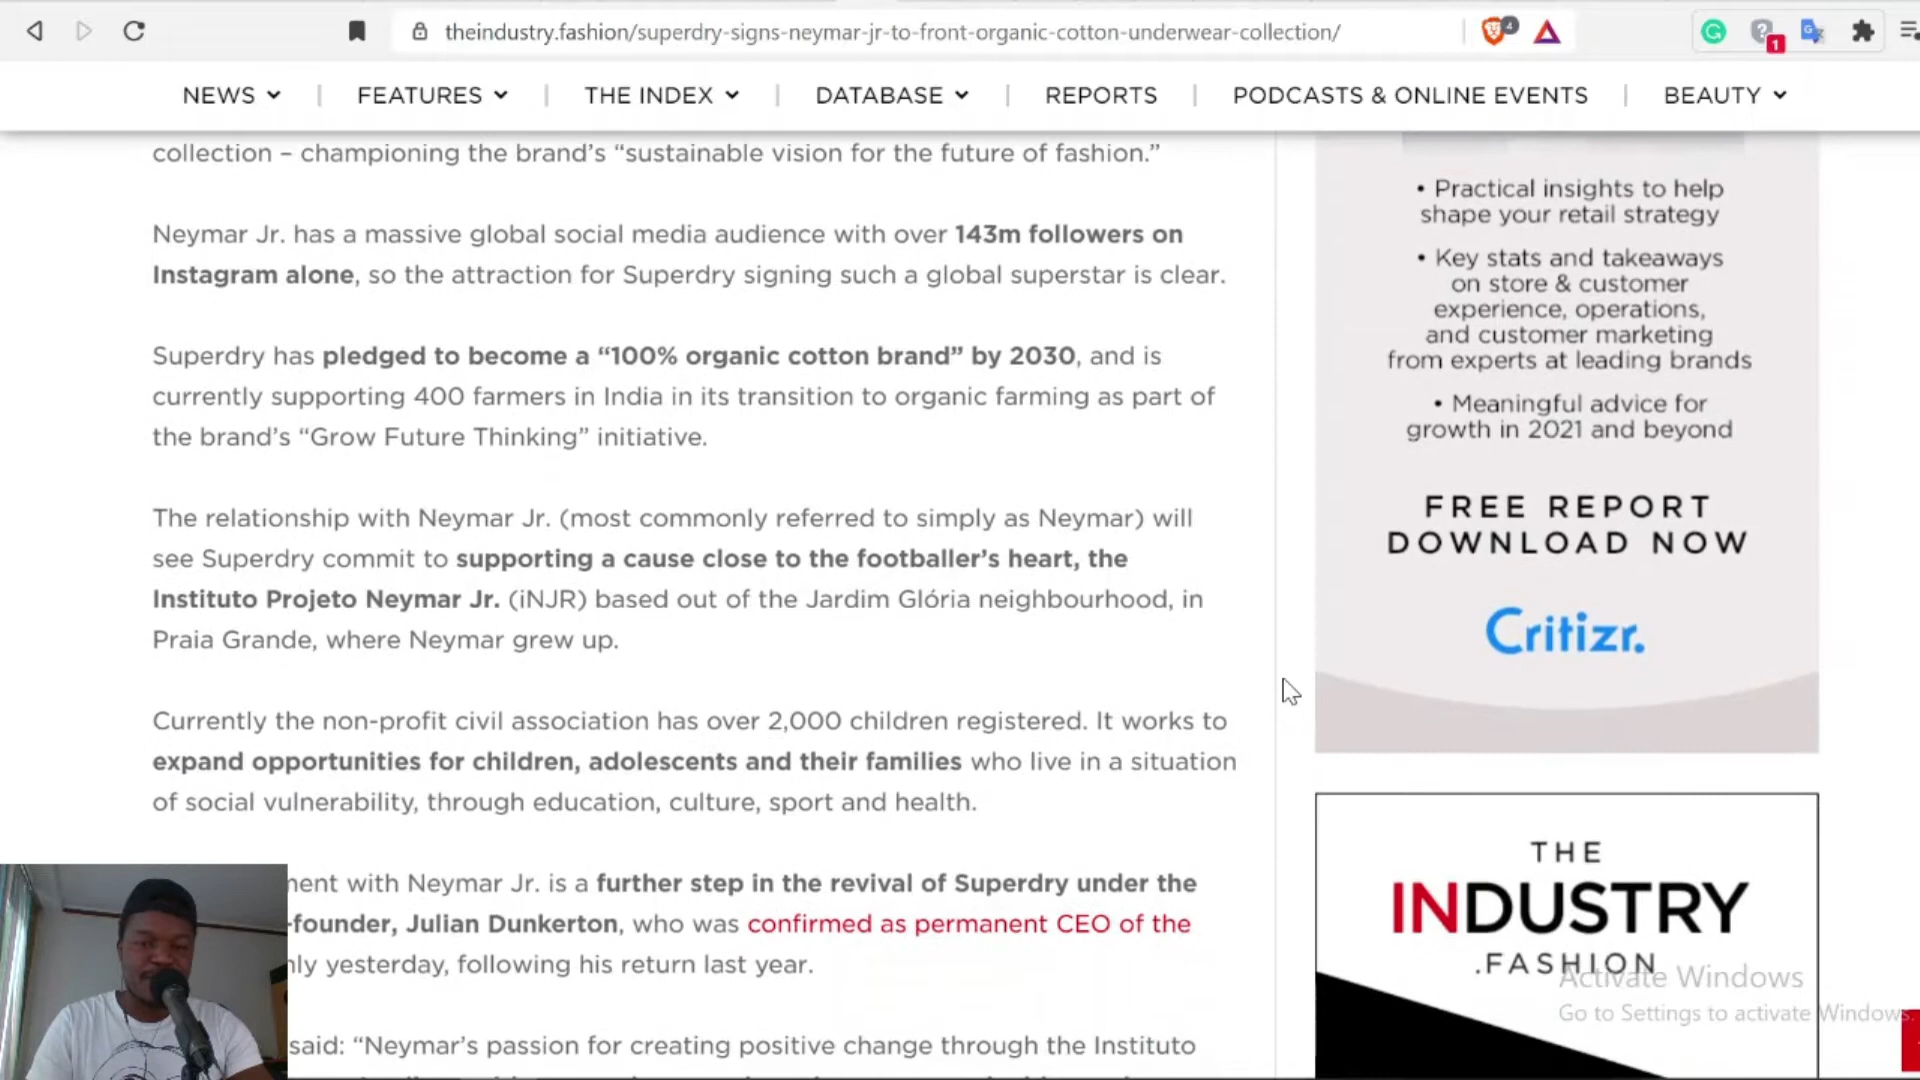 theindustry.fashion/superdry-signs-neymar-jr-to-front-organic-cotton-underwear-collection/
4
1
NEWS | FEATURES | THE INDEX | DATABASE | REPORTS | PODCASTS & ONLINE EVENTS | BEAUTY
collection – championing the brand’s “sustainable vision for the future of fashion.”
Neymar Jr. has a massive global social media audience with over 143m followers on
Instagram alone, so the attraction for Superdry signing such a global superstar is clear.
Superdry has pledged to become a “100% organic cotton brand” by 2030, and is
currently supporting 400 farmers in India in its transition to organic farming as part of
the brand’s “Grow Future Thinking” initiative.
The relationship with Neymar Jr. (most commonly referred to simply as Neymar) will
see Superdry commit to supporting a cause close to the footballer’s heart, the
Instituto Projeto Neymar Jr. (iNJR) based out of the Jardim Glória neighbourhood, in
Praia Grande, where Neymar grew up.
Currently the non-profit civil association has over 2,000 children registered. It works to
expand opportunities for children, adolescents and their families who live in a situation
of social vulnerability, through education, culture, sport and health.
with Neymar Jr. is a further step in the revival of Superdry under the
-founder, Julian Dunkerton, who was confirmed as permanent CEO of the
yesterday, following his return last year.
said: “Neymar’s passion for creating positive change through the Instituto
• Practical insights to help
shape your retail strategy
• Key stats and takeaways
on store & customer
experience, operations,
and customer marketing
from experts at leading brands
• Meaningful advice for
growth in 2021 and beyond
FREE REPORT
DOWNLOAD NOW
Critizr.
THE
INDUSTRY
.FASHION
Activate Windows
Go to Settings to activate Windows.